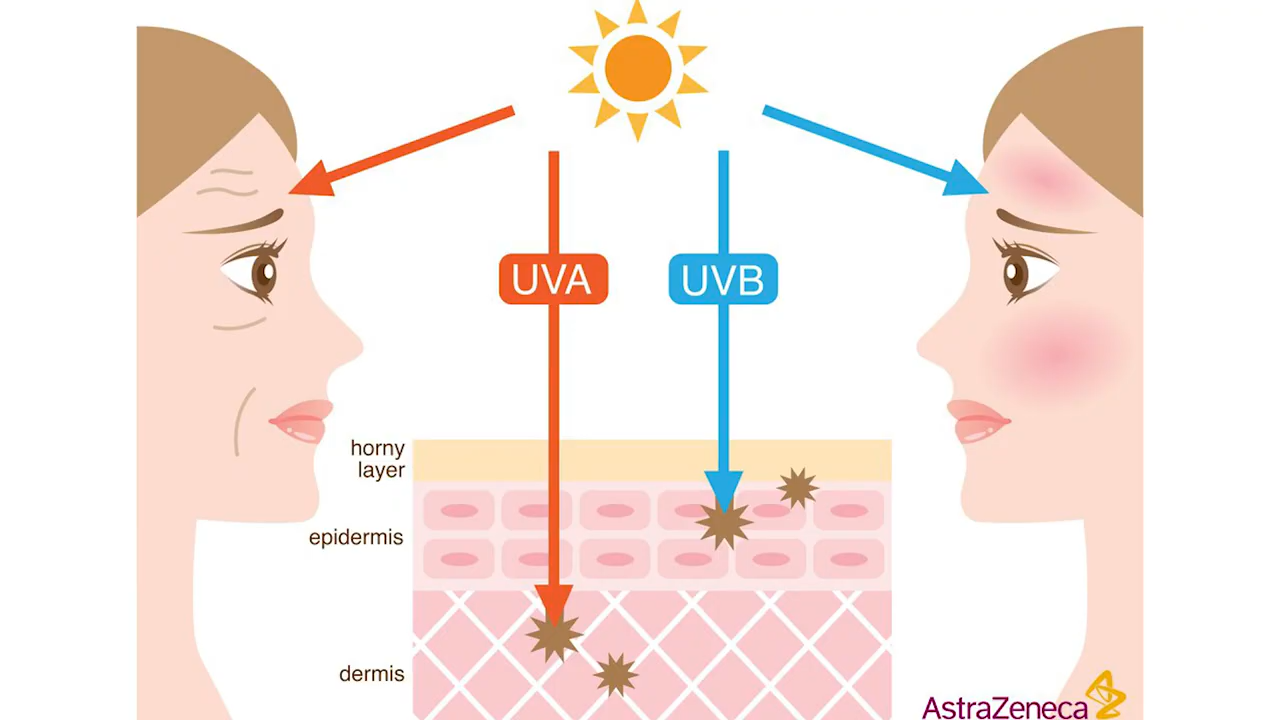 UVA
UVB
horny
layer
epidermis
dermis
AstraZeneca